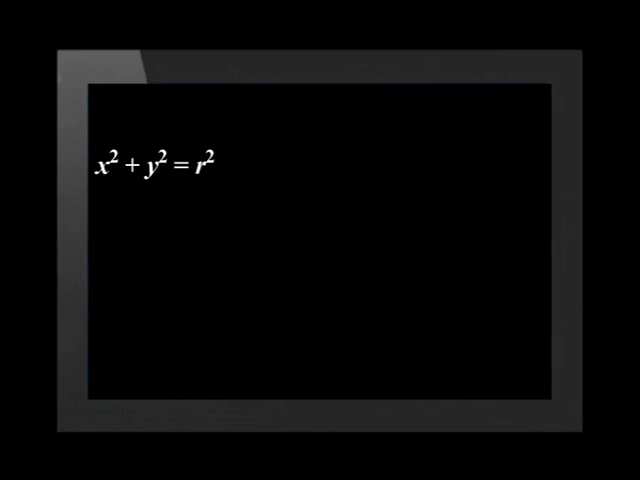 x² + y² = r²